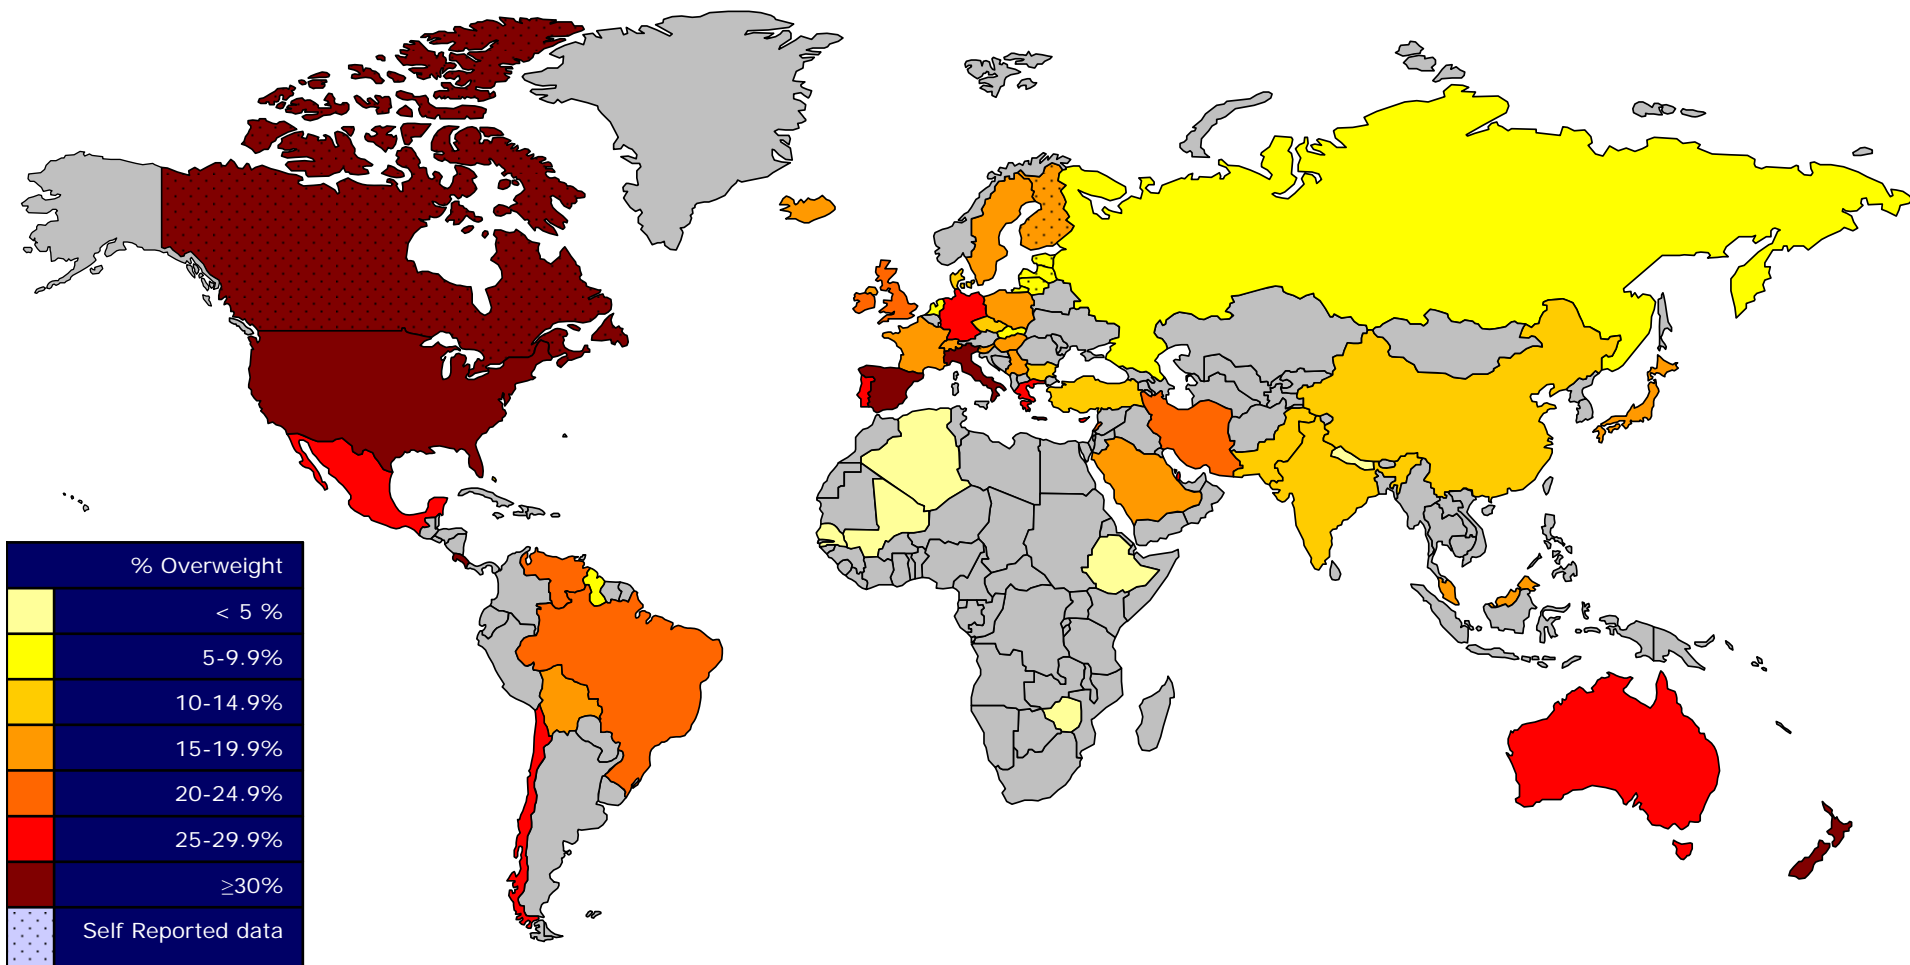 % Overweight
< 5 %
5-9.9%
10-14.9%
15-19.9%
20-24.9%
25-29.9%
≥30%
Self Reported data